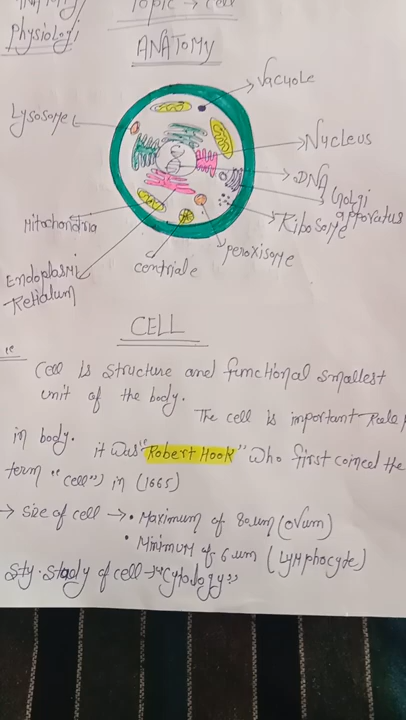 Topic → cell
Physiology
ANATOMY
Vacuole
Lysosome
Nucleus
DNA
Golgi
apparatus
Ribosome
Mitochondria
peroxisome
centriole
Endoplasmi
Retialum
CELL
Cell is structure and functional smallest
unit of the body.
The cell is important Role
in body.
it was "Robert Hook" who first coined the
term "cell") in (1665)
→ Size of cell → • Maximum of 80 um (ovum)
• Minimum of 6 um (Lymphocyte)
Sty. Study of cell → "Cytology"